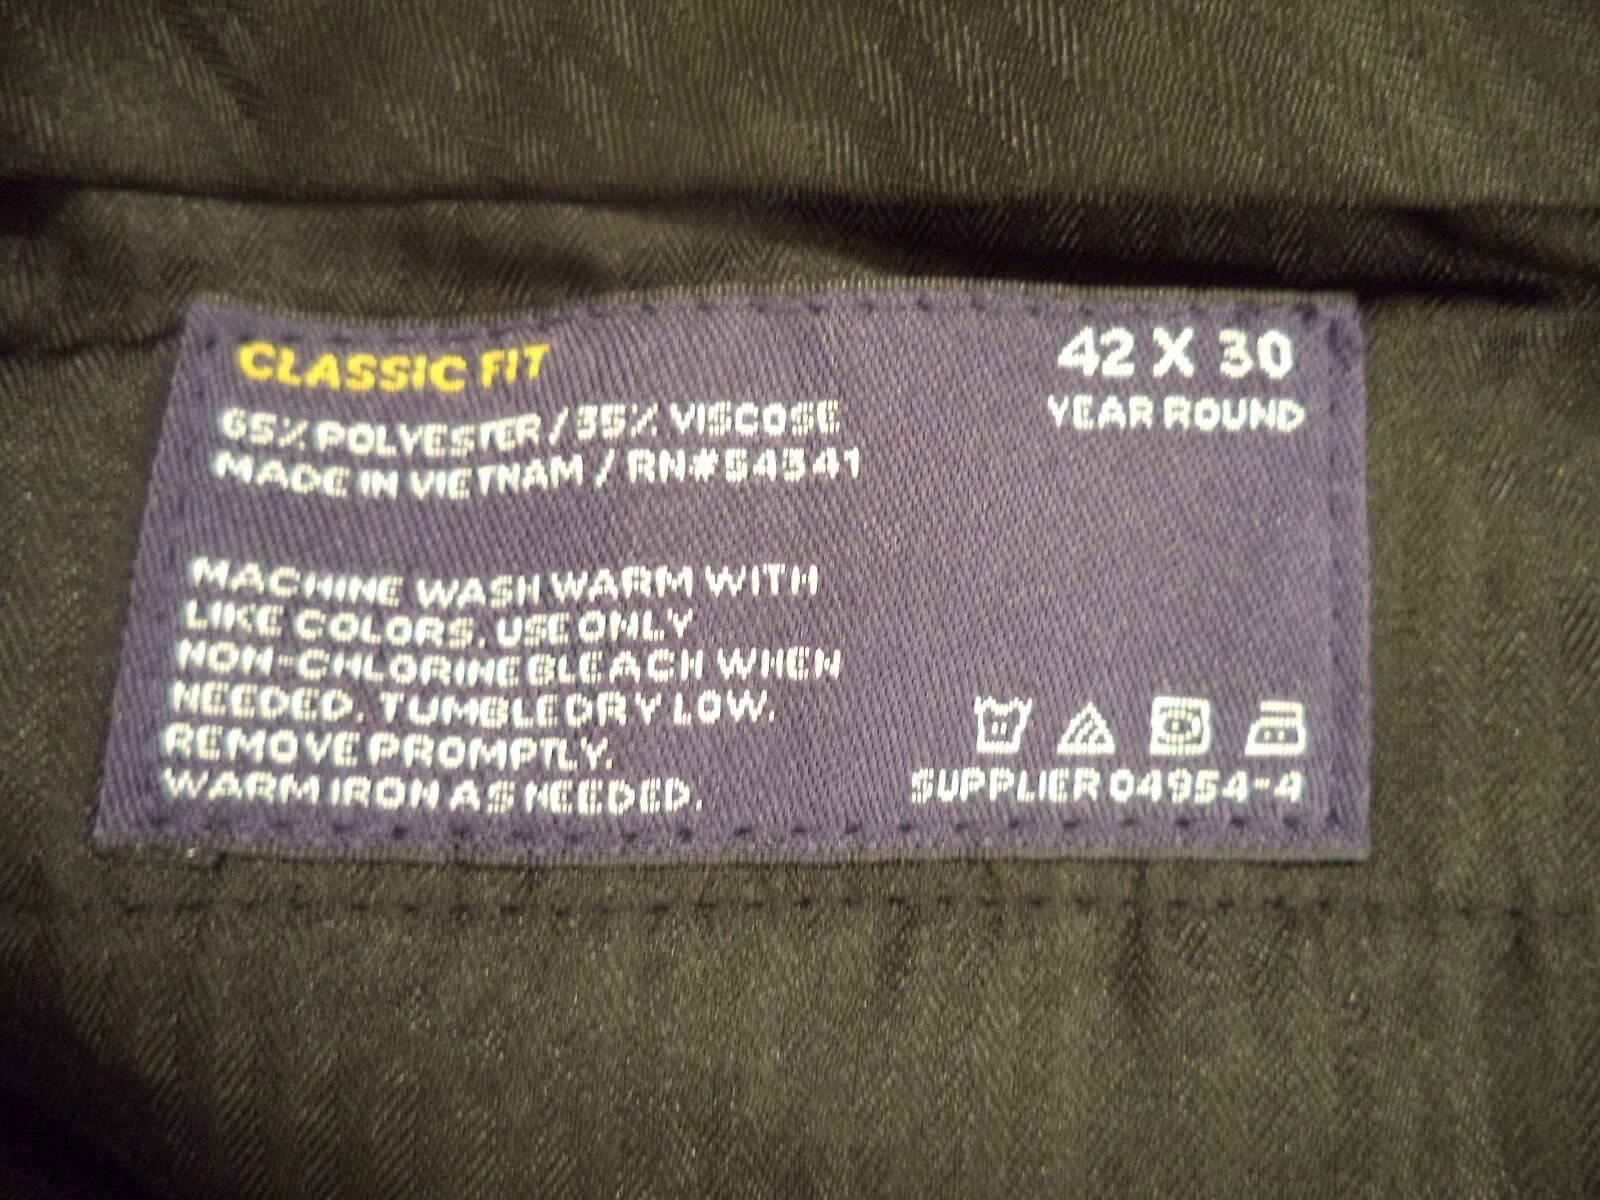 CLASSIC FIT
65% POLYESTER / 35% VISCOSE
MADE IN VIETNAM / RN#54341
42 X 30
YEAR ROUND
MACHINE WASH WARM WITH
LIKE COLORS. USE ONLY
NON-CHLORINE BLEACH WHEN
NEEDED. TUMBLE DRY LOW.
REMOVE PROMPTLY.
WARM IRON AS NEEDED.
SUPPLIER 04954-4